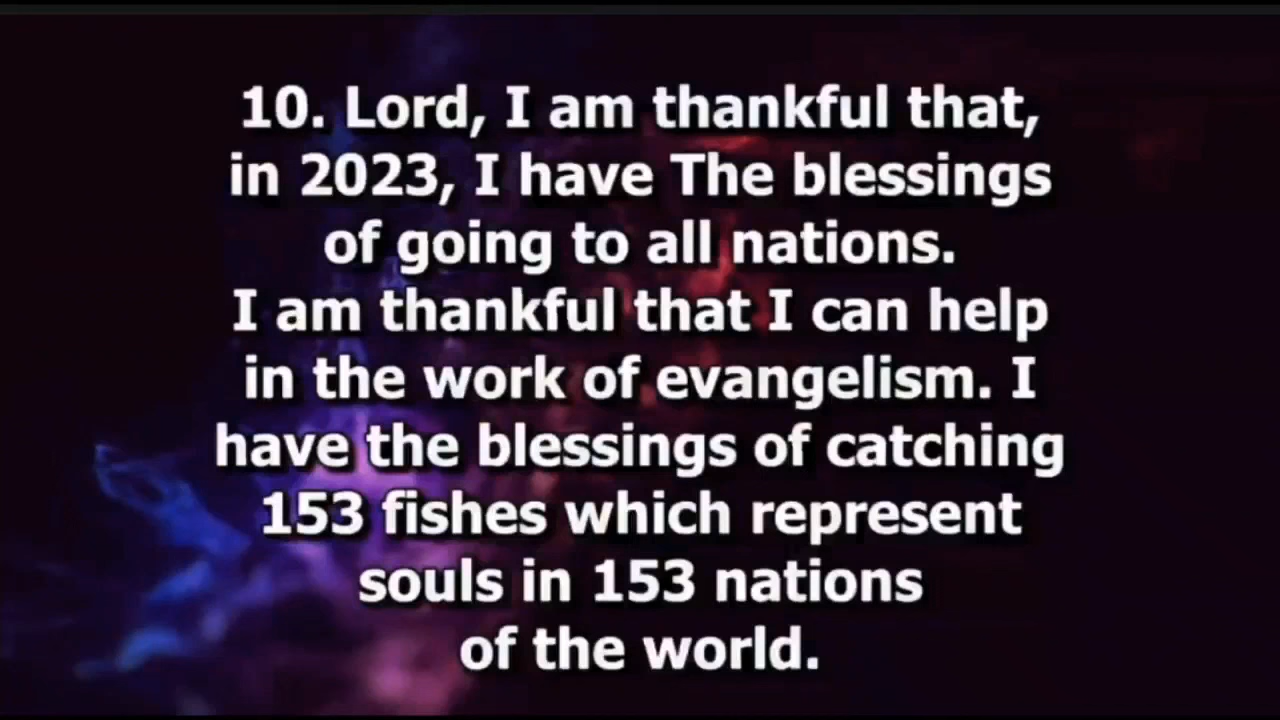 10. Lord, I am thankful that,
in 2023, I have The blessings
of going to all nations.
I am thankful that I can help
in the work of evangelism. I
have the blessings of catching
153 fishes which represent
souls in 153 nations
of the world.